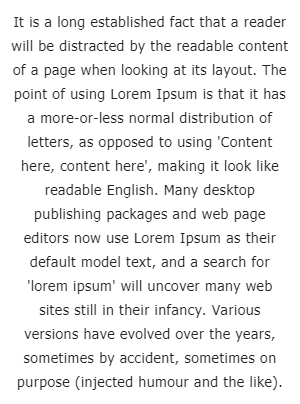 It is a long established fact that a reader
will be distracted by the readable content
of a page when looking at its layout. The
point of using Lorem Ipsum is that it has
a more-or-less normal distribution of
letters, as opposed to using 'Content
here, content here', making it look like
readable English. Many desktop
publishing packages and web page
editors now use Lorem Ipsum as their
default model text, and a search for
'lorem ipsum' will uncover many web
sites still in their infancy. Various
versions have evolved over the years,
sometimes by accident, sometimes on
purpose (injected humour and the like).